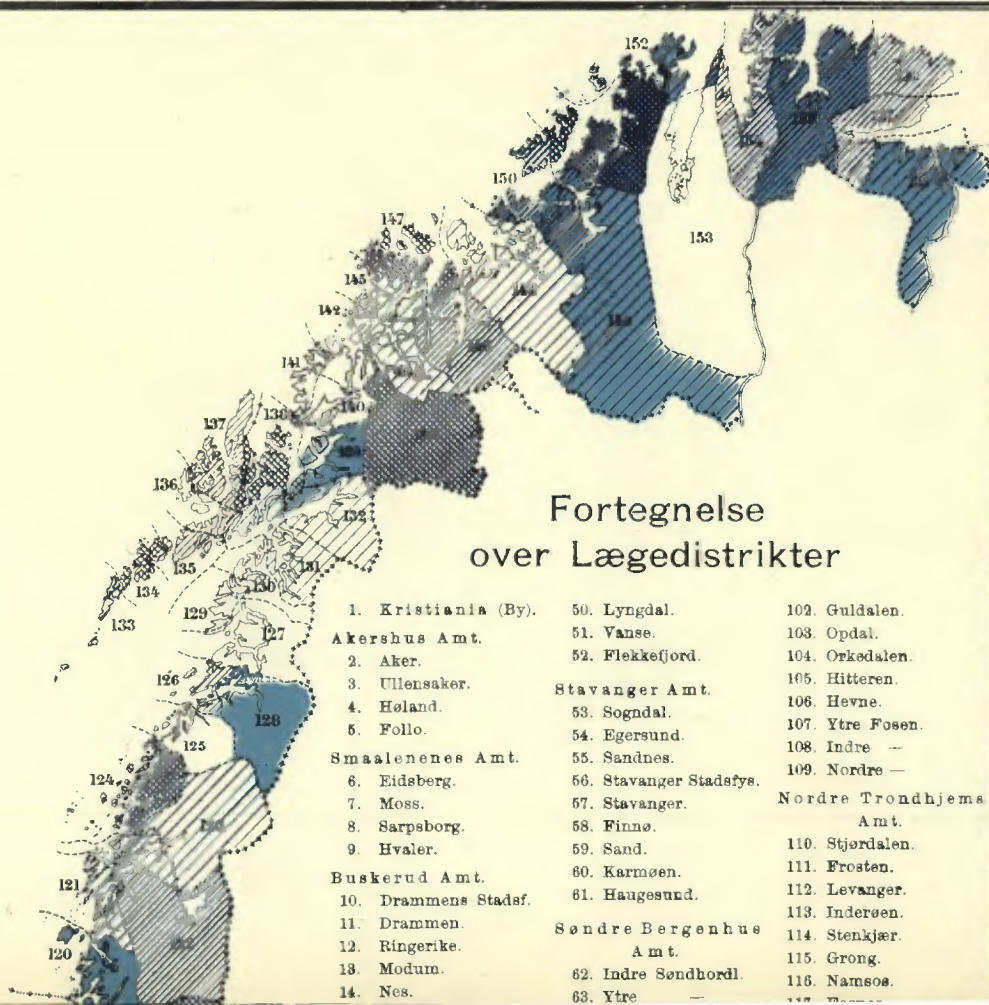 152
150
153
147
145
142
141
140
138
137
139
136
132
135
131
134
130
133
129
127
126
128
125
124
121
120
Fortegnelse
over Lægedistrikter
1. Kristiania (By).
Akershus Amt.
2. Aker.
3. Ullensaker.
4. Høland.
5. Follo.
Smaalenenes Amt.
6. Eidsberg.
7. Moss.
8. Sarpsborg.
9. Hvaler.
Buskerud Amt.
10. Drammens Stadsf.
11. Drammen.
12. Ringerike.
13. Modum.
14. Nes.
50. Lyngdal.
51. Vanse.
52. Flekkefjord.
Stavanger Amt.
53. Sogndal.
54. Egersund.
55. Sandnes.
56. Stavanger Stadsfys.
57. Stavanger.
58. Finnø.
59. Sand.
60. Karmøen.
61. Haugesund.
Søndre Bergenhus
Amt.
62. Indre Søndhordl.
63. Ytre —
102. Guldalen.
103. Opdal.
104. Orkedalen.
105. Hitteren.
106. Hevne.
107. Ytre Fosen.
108. Indre —
109. Nordre —
Nordre Trondhjems
Amt.
110. Stjørdalen.
111. Frosten.
112. Levanger.
113. Inderøen.
114. Stenkjær.
115. Grong.
116. Namsos.